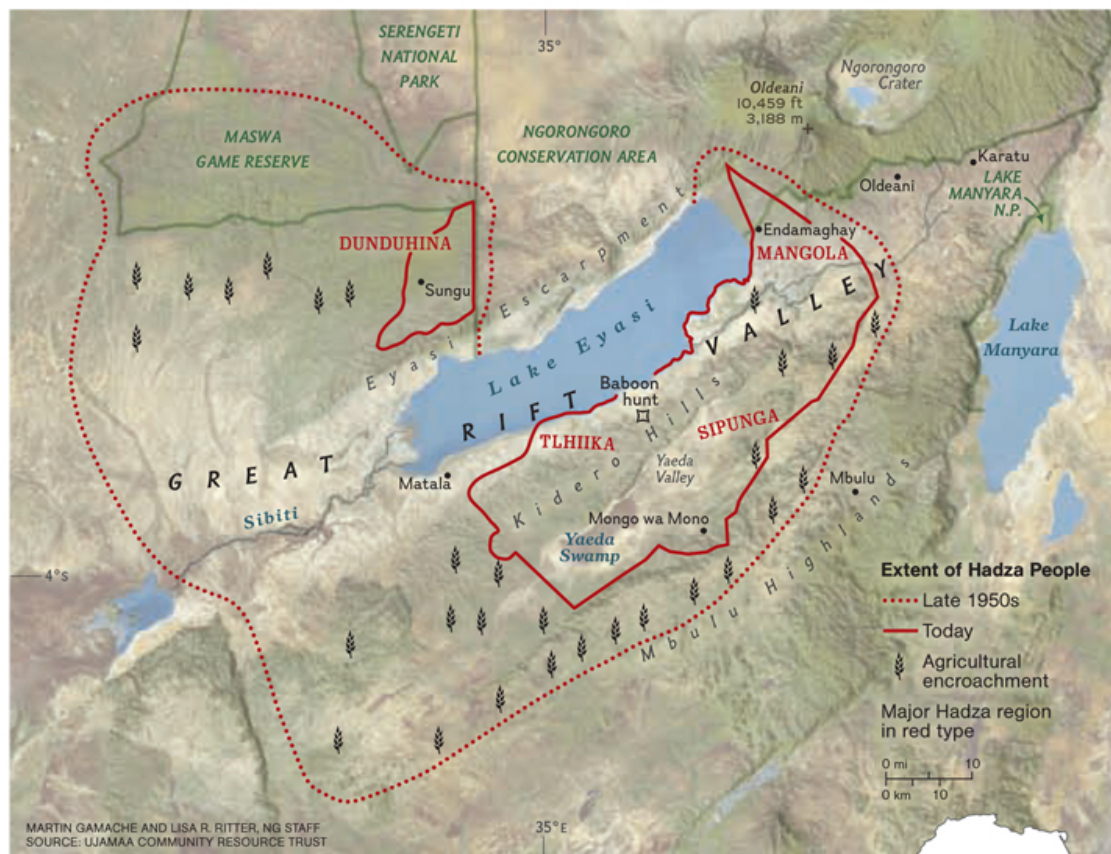 SERENGETI
NATIONAL
PARK
35°
Ngorongoro
Crater
Oldeani
10,459 ft
3,188 m
MASWA
GAME RESERVE
NGORONGORO
CONSERVATION AREA
Karatu
Oldeani
LAKE
MANYARA
N.P.
DUNDUHINA
Endamaghay
MANGOLA
Sungu
Eyasi Escarpment
Lake Eyasi
Lake
Manyara
GREAT RIFT VALLEY
Baboon
hunt
TLHIIKA
SIPUNGA
Kidero Hills
Yaeda
Valley
Matala
Mbulu
Sibiti
Mongo wa Mono
Yaeda
Swamp
Mbulu Highlands
4°S
Extent of Hadza People
Late 1950s
Today
Agricultural
encroachment
Major Hadza region
in red type
0 mi 10
0 km 10
MARTIN GAMACHE AND LISA R. RITTER, NG STAFF
SOURCE: UJAMAA COMMUNITY RESOURCE TRUST
35°E